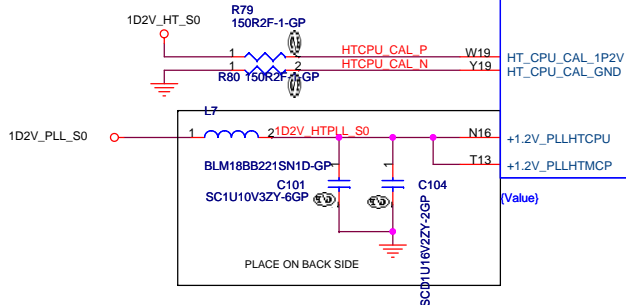 R79
150R2F-1-GP
1D2V_HT_S0
1
2
HTCPU_CAL_P
W19
HT_CPU_CAL_1P2V
1
2
HTCPU_CAL_N
Y19
HT_CPU_CAL_GND
R80 150R2F-1-GP
L7
1D2V_PLL_S0
1
2
1D2V_HTPLL_S0
N16
+1.2V_PLLHTCPU
T13
+1.2V_PLLHTMCP
BLM18BB221SN1D-GP
1
1
C101
SC1U10V3ZY-6GP
C104
SCD1U16V2ZY-2GP
{Value}
PLACE ON BACK SIDE